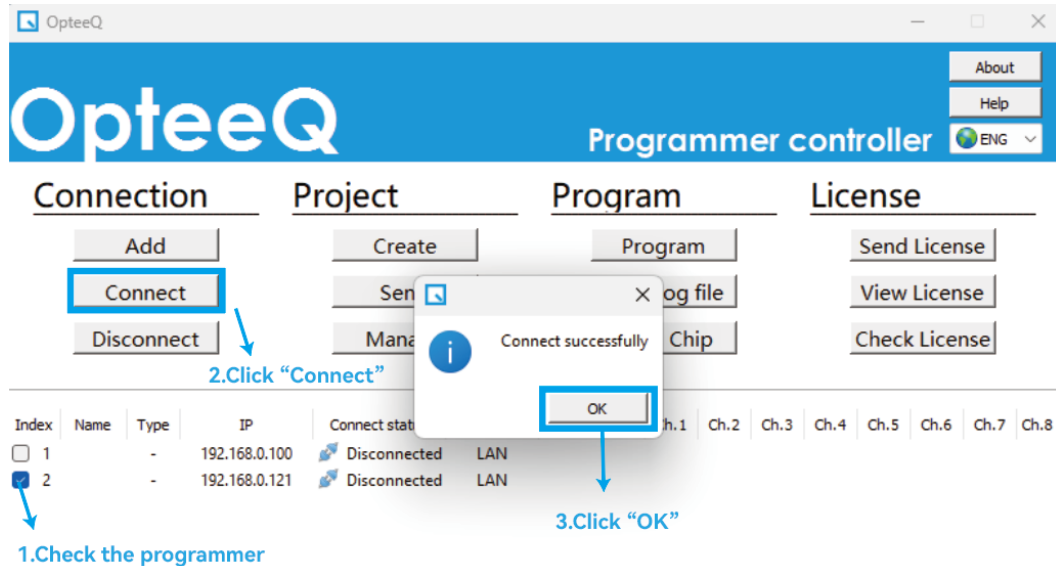 OpteeQ
About
OpteeQ
Help
Programmer controller
ENG
Connection Project Program License
Add Create Program Send License
Connect Sen og file View License
Disconnect Mana Chip Check License
Connect successfully
OK
2.Click “Connect”
Index Name Type IP Connect stat h.1 Ch.2 Ch.3 Ch.4 Ch.5 Ch.6 Ch.7 Ch.8
1 - 192.168.0.100 Disconnected LAN
2 - 192.168.0.121 Disconnected LAN
3.Click “OK”
1.Check the programmer